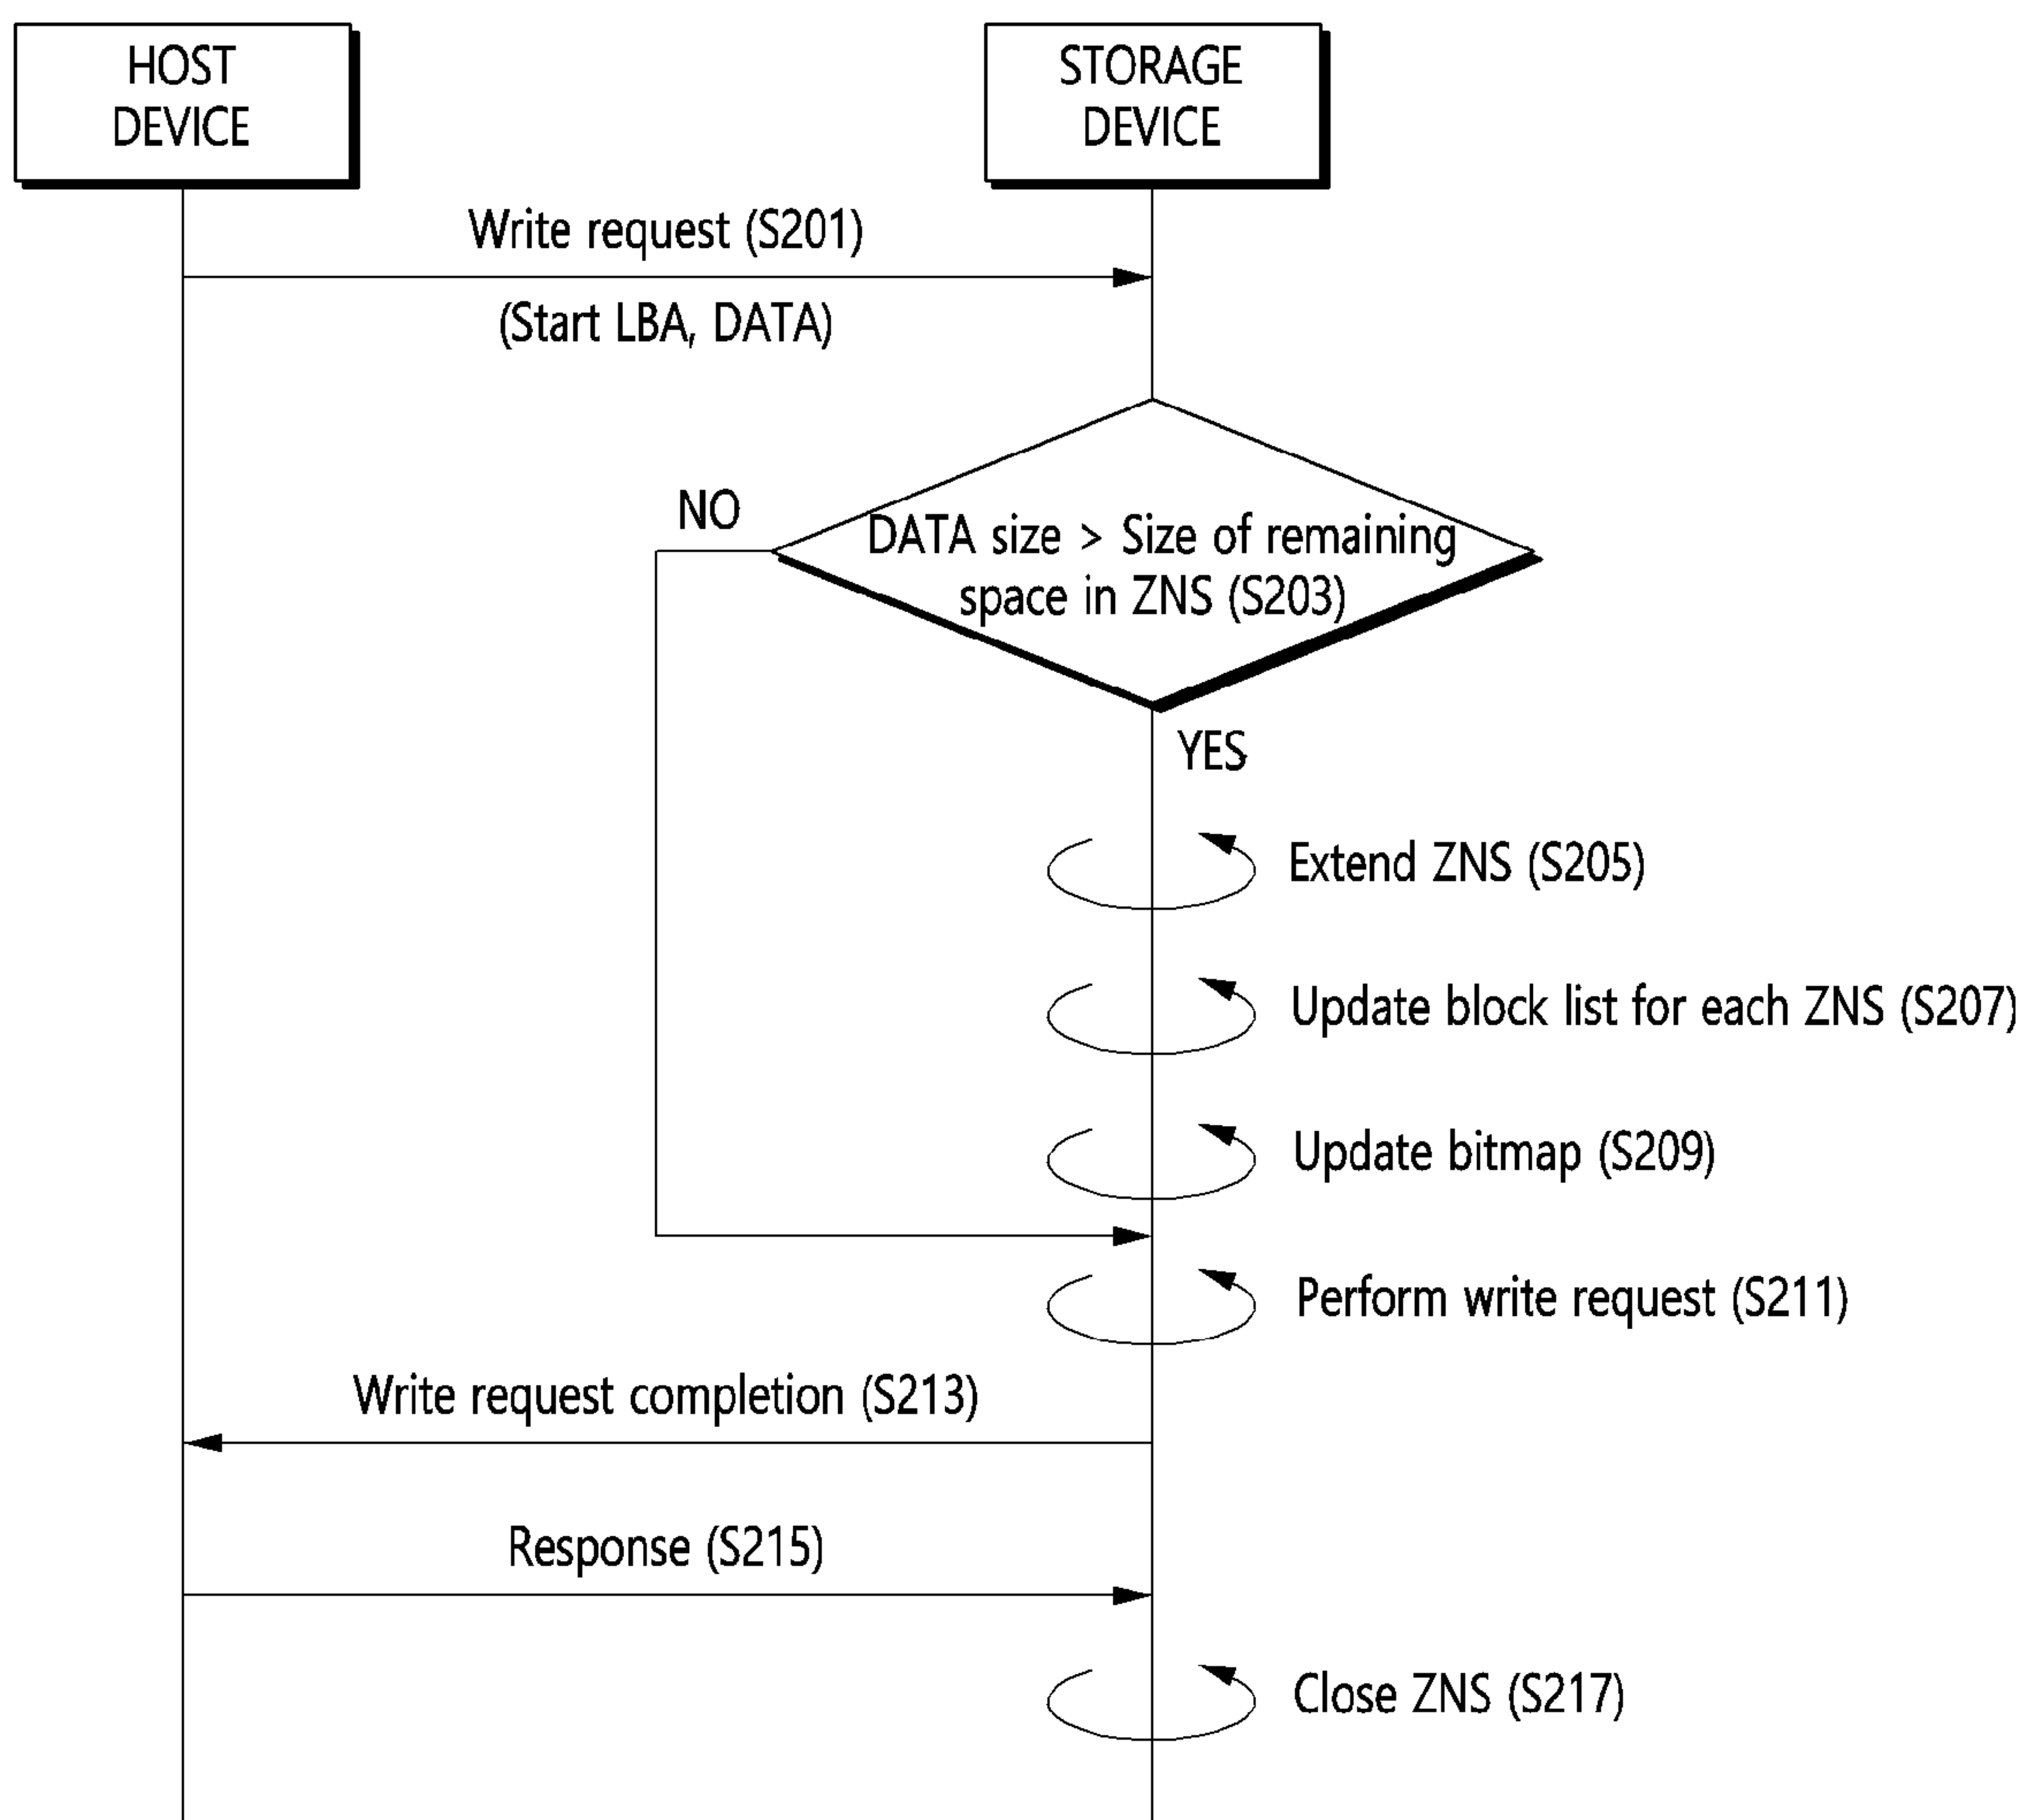 HOST
DEVICE
STORAGE
DEVICE
Write request (S201)
(Start LBA, DATA)
NO
DATA size > Size of remaining
space in ZNS (S203)
YES
Extend ZNS (S205)
Update block list for each ZNS (S207)
Update bitmap (S209)
Perform write request (S211)
Write request completion (S213)
Response (S215)
Close ZNS (S217)